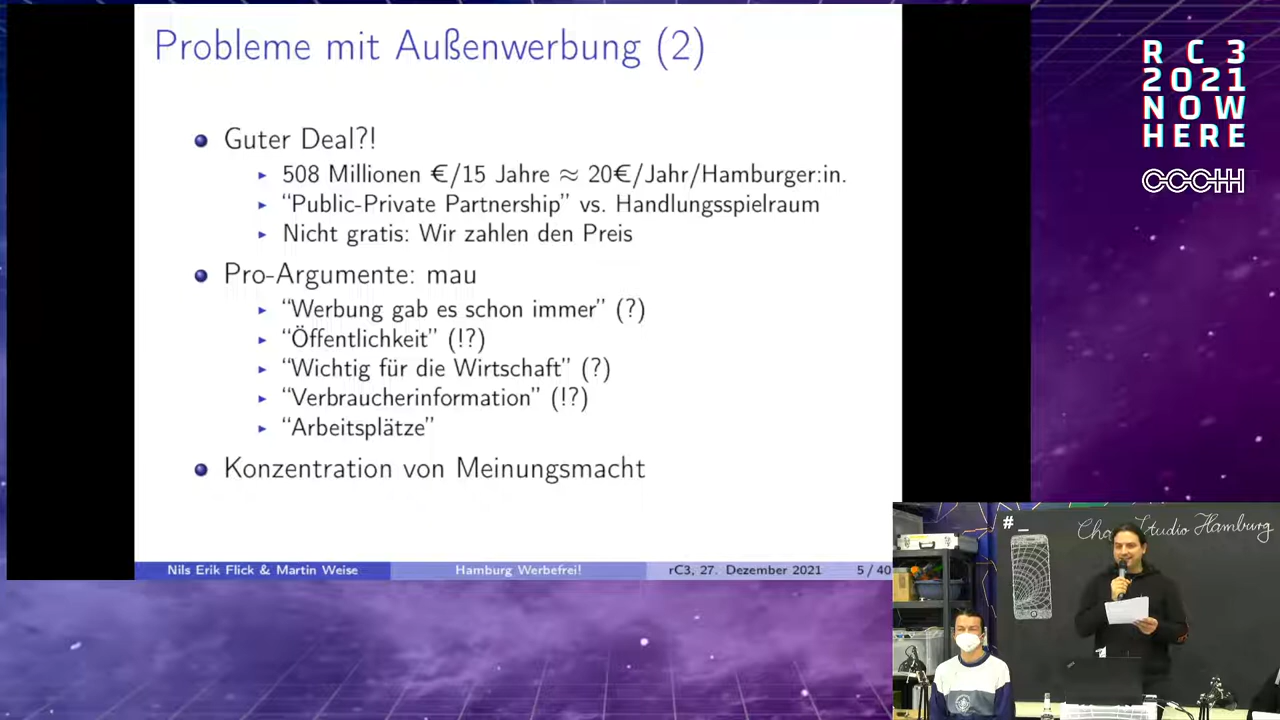 Probleme mit Außenwerbung (2)
Guter Deal?!
508 Millionen €/15 Jahre ≈ 20€/Jahr/Hamburger:in.
“Public-Private Partnership” vs. Handlungsspielraum
Nicht gratis: Wir zahlen den Preis
Pro-Argumente: mau
“Werbung gab es schon immer” (?)
“Öffentlichkeit” (!?)
“Wichtig für die Wirtschaft” (?)
“Verbraucherinformation” (!?)
“Arbeitsplätze”
Konzentration von Meinungsmacht
Nils Erik Flick & Martin Weise
Hamburg Werbefrei!
rC3, 27. Dezember 2021
5 / 40
RC3
2021
NOW
HERE
CCCHH
#_
Studio Hamburg